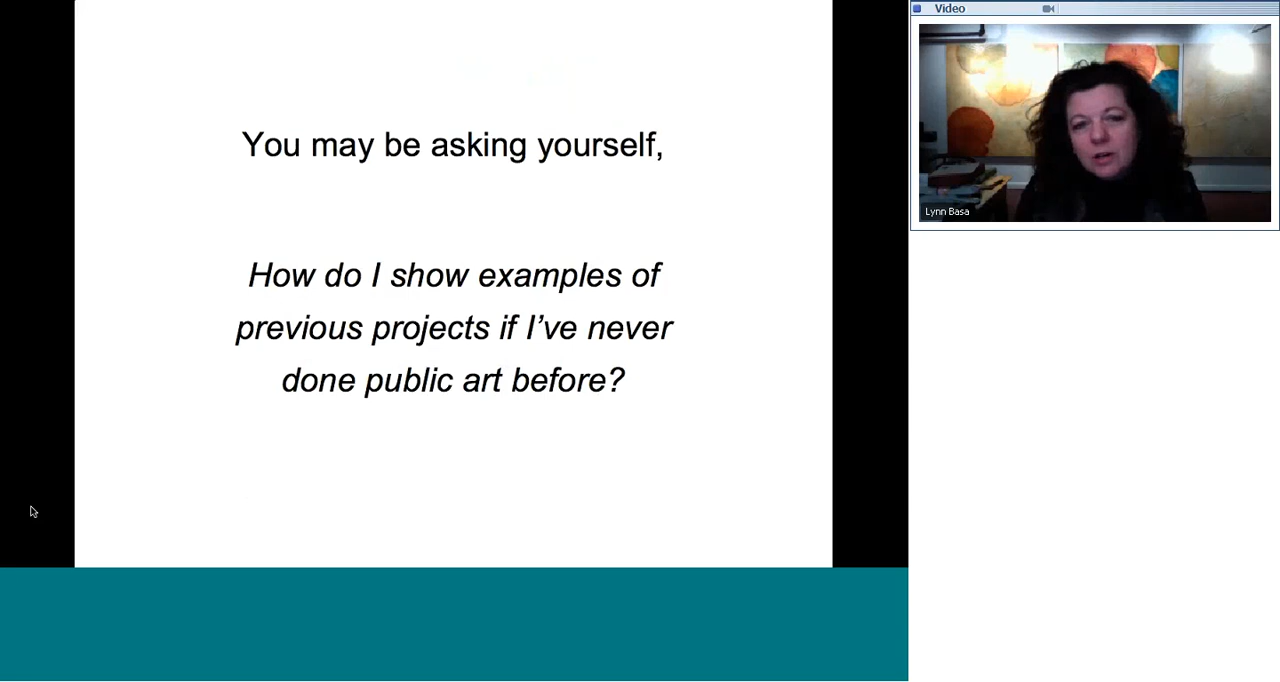 You may be asking yourself,
How do I show examples of
previous projects if I’ve never
done public art before?
Video
Lynn Basa